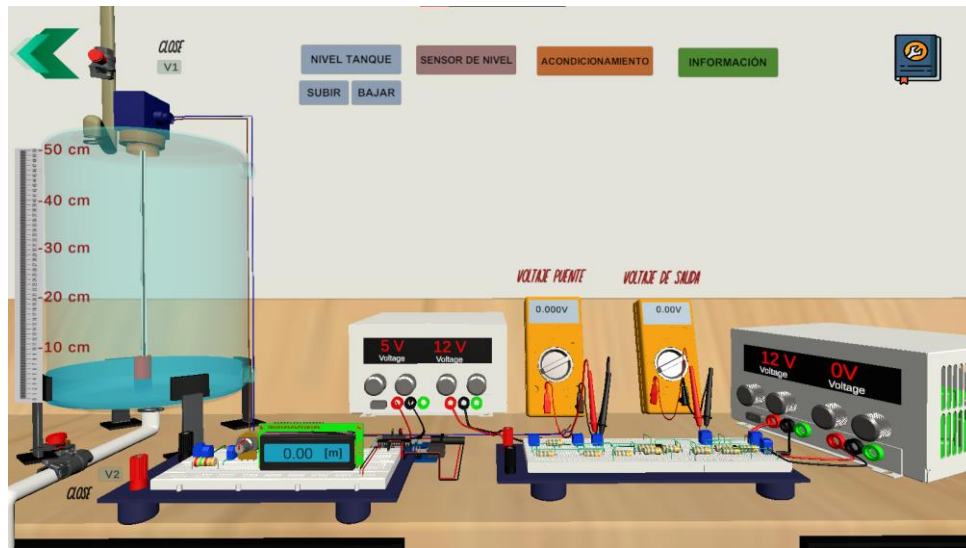 CLOSE
V1
NIVEL TANQUE
SENSOR DE NIVEL
ACONDICIONAMIENTO
INFORMACIÓN
SUBIR
BAJAR
50 cm
40 cm
30 cm
20 cm
10 cm
VOLTAJE PUENTE
VOLTAJE DE SALIDA
0.000V
0.00V
5 V
Voltage
12 V
Voltage
12 V
Voltage
0V
Voltage
0.00 [m]
V2
CLOSE